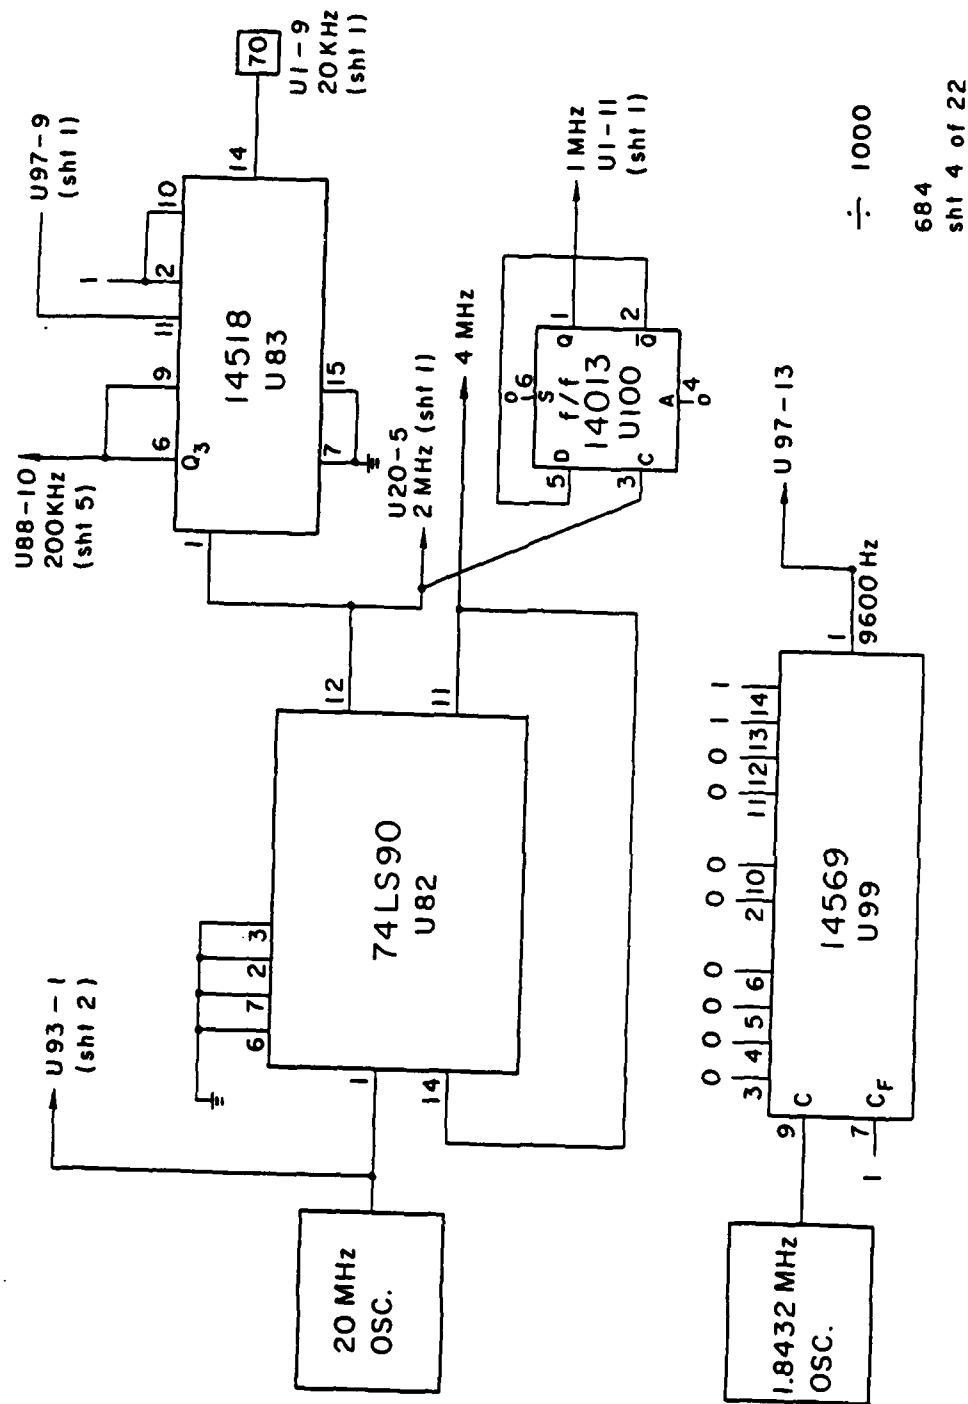 U88-10
200KHz
(sht 5)
U97-9
(sht 1)
70
U1-9
20KHz
(sht 1)
1
6 9 11 2 10
Q3
14518
U83
1
14
7 15
U93-1
(sht 2)
20 MHz
OSC.
6 7 2 3
1
14
74LS90
U82
12
11
U20-5
2 MHz (sht 1)
4 MHz
0
6
S
5 D
f/f
14013
U100
3 C
Q 1
Q̅ 2
A
4
0
1 MHz
U1-11
(sht 1)
1.8432 MHz
OSC.
0 0 0 0 0 0 0 0 1 1
3 4 5 6 2 10 11 12 13 14
9 C
7 CF
1
14569
U99
1
9600Hz
U97-13
÷ 1000
684
sht 4 of 22